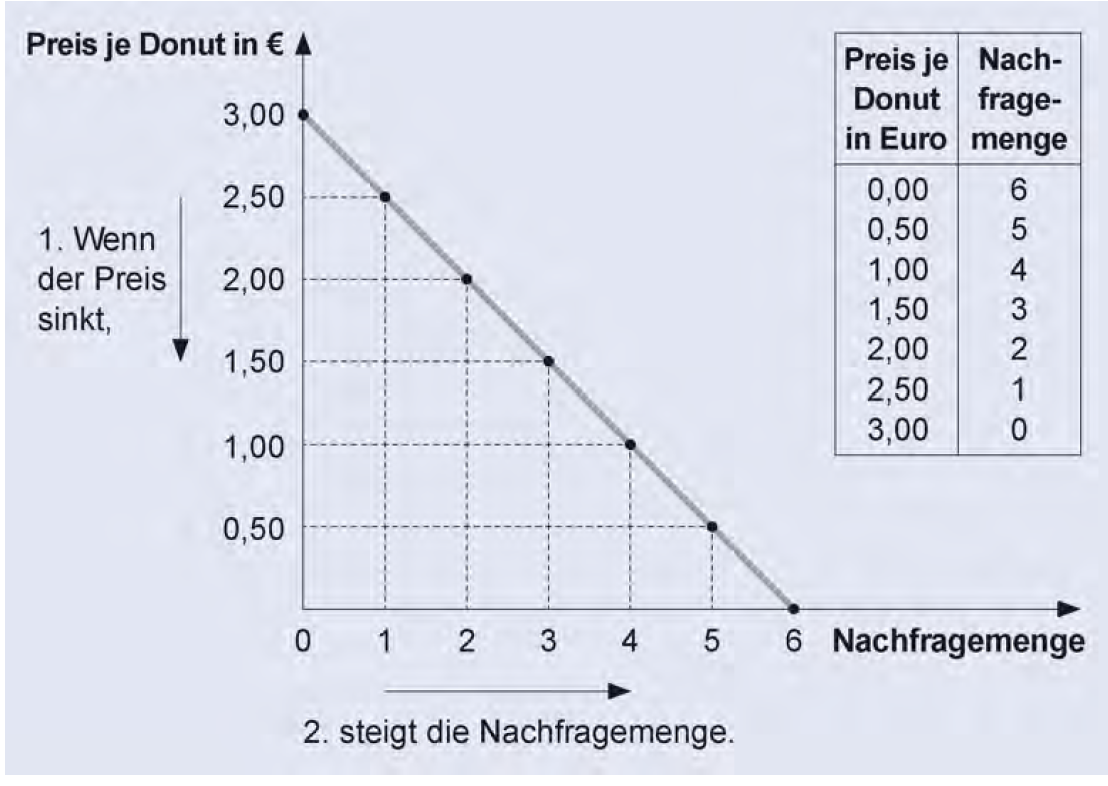 Preis je Donut in €
3,00
2,50
2,00
1,50
1,00
0,50
1. Wenn
der Preis
sinkt,
0 1 2 3 4 5 6 Nachfragemenge
2. steigt die Nachfragemenge.
Preis je Nach-
Donut frage-
in Euro menge
0,00 6
0,50 5
1,00 4
1,50 3
2,00 2
2,50 1
3,00 0